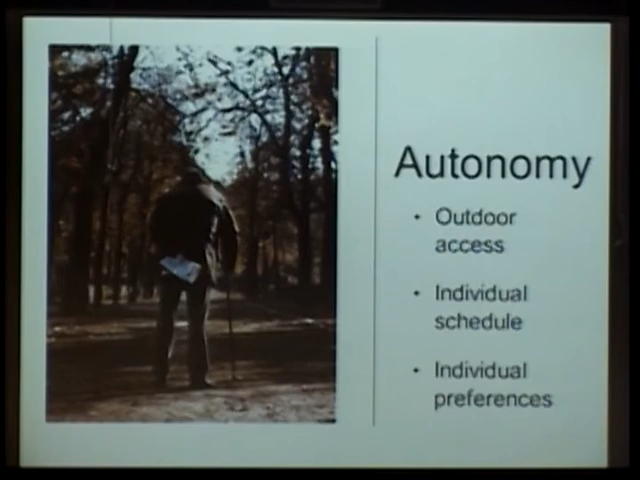 Autonomy
• Outdoor
access
• Individual
schedule
• Individual
preferences